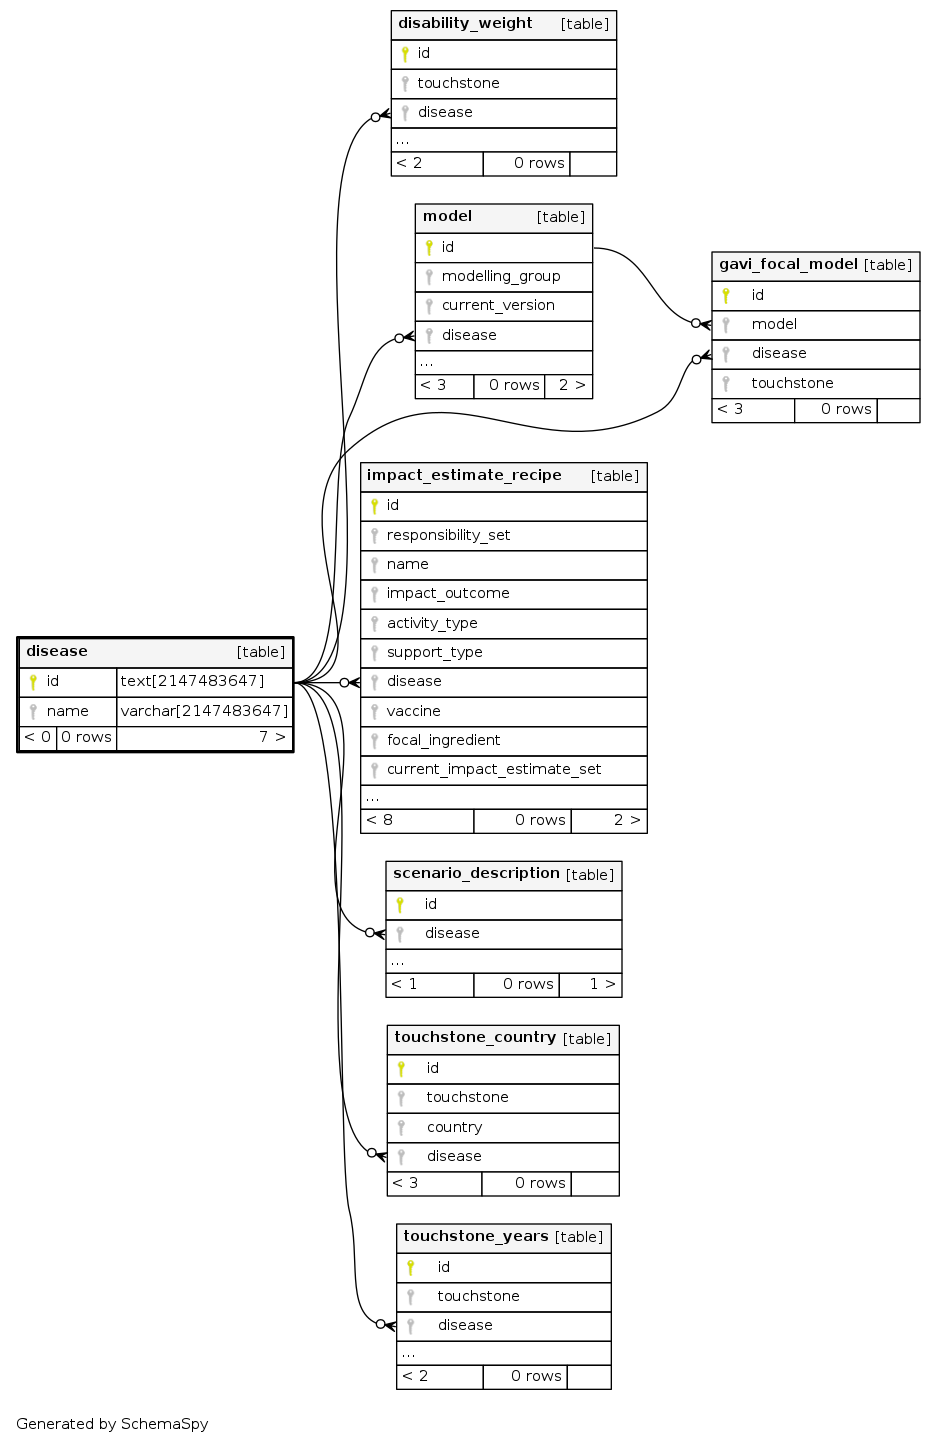 disability_weight [table]
id
touchstone
disease
...
< 2 0 rows
model [table]
id
modelling_group
current_version
disease
...
< 3 0 rows 2 >
gavi_focal_model [table]
id
model
disease
touchstone
< 3 0 rows
impact_estimate_recipe [table]
id
responsibility_set
name
impact_outcome
activity_type
support_type
disease
vaccine
focal_ingredient
current_impact_estimate_set
...
< 8 0 rows 2 >
disease [table]
id text[2147483647]
name varchar[2147483647]
< 0 0 rows 7 >
scenario_description [table]
id
disease
...
< 1 0 rows 1 >
touchstone_country [table]
id
touchstone
country
disease
< 3 0 rows
touchstone_years [table]
id
touchstone
disease
...
< 2 0 rows
Generated by SchemaSpy